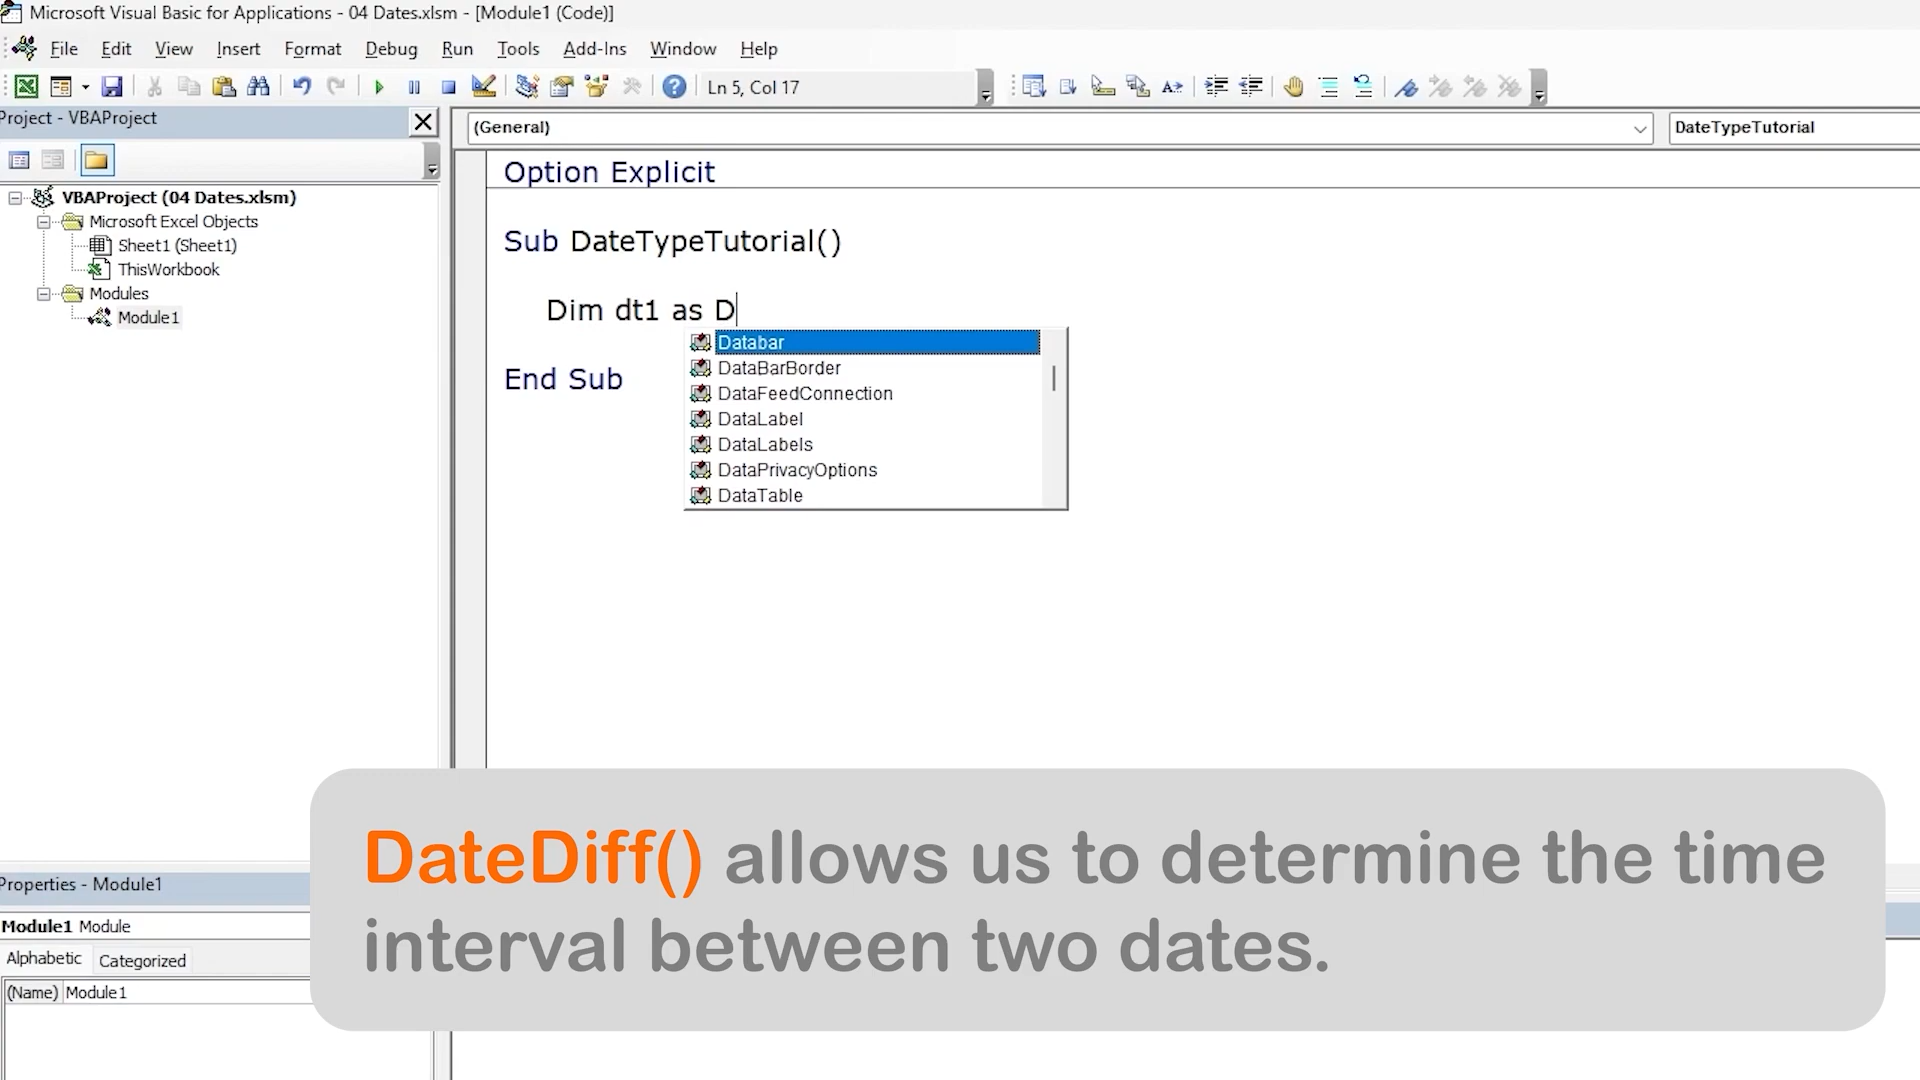 Microsoft Visual Basic for Applications - 04 Dates.xlsm - [Module1 (Code)]
File Edit View Insert Format Debug Run Tools Add-Ins Window Help
Ln 5, Col 17
Project - VBAProject
(General)
DateTypeTutorial
VBAProject (04 Dates.xlsm)
Microsoft Excel Objects
Sheet1 (Sheet1)
ThisWorkbook
Modules
Module1
Option Explicit
Sub DateTypeTutorial()
Dim dt1 as D
Databar
DataBarBorder
DataFeedConnection
DataLabel
DataLabels
DataPrivacyOptions
DataTable
End Sub
Properties - Module1
Module1 Module
Alphabetic Categorized
(Name) Module1
DateDiff() allows us to determine the time
interval between two dates.